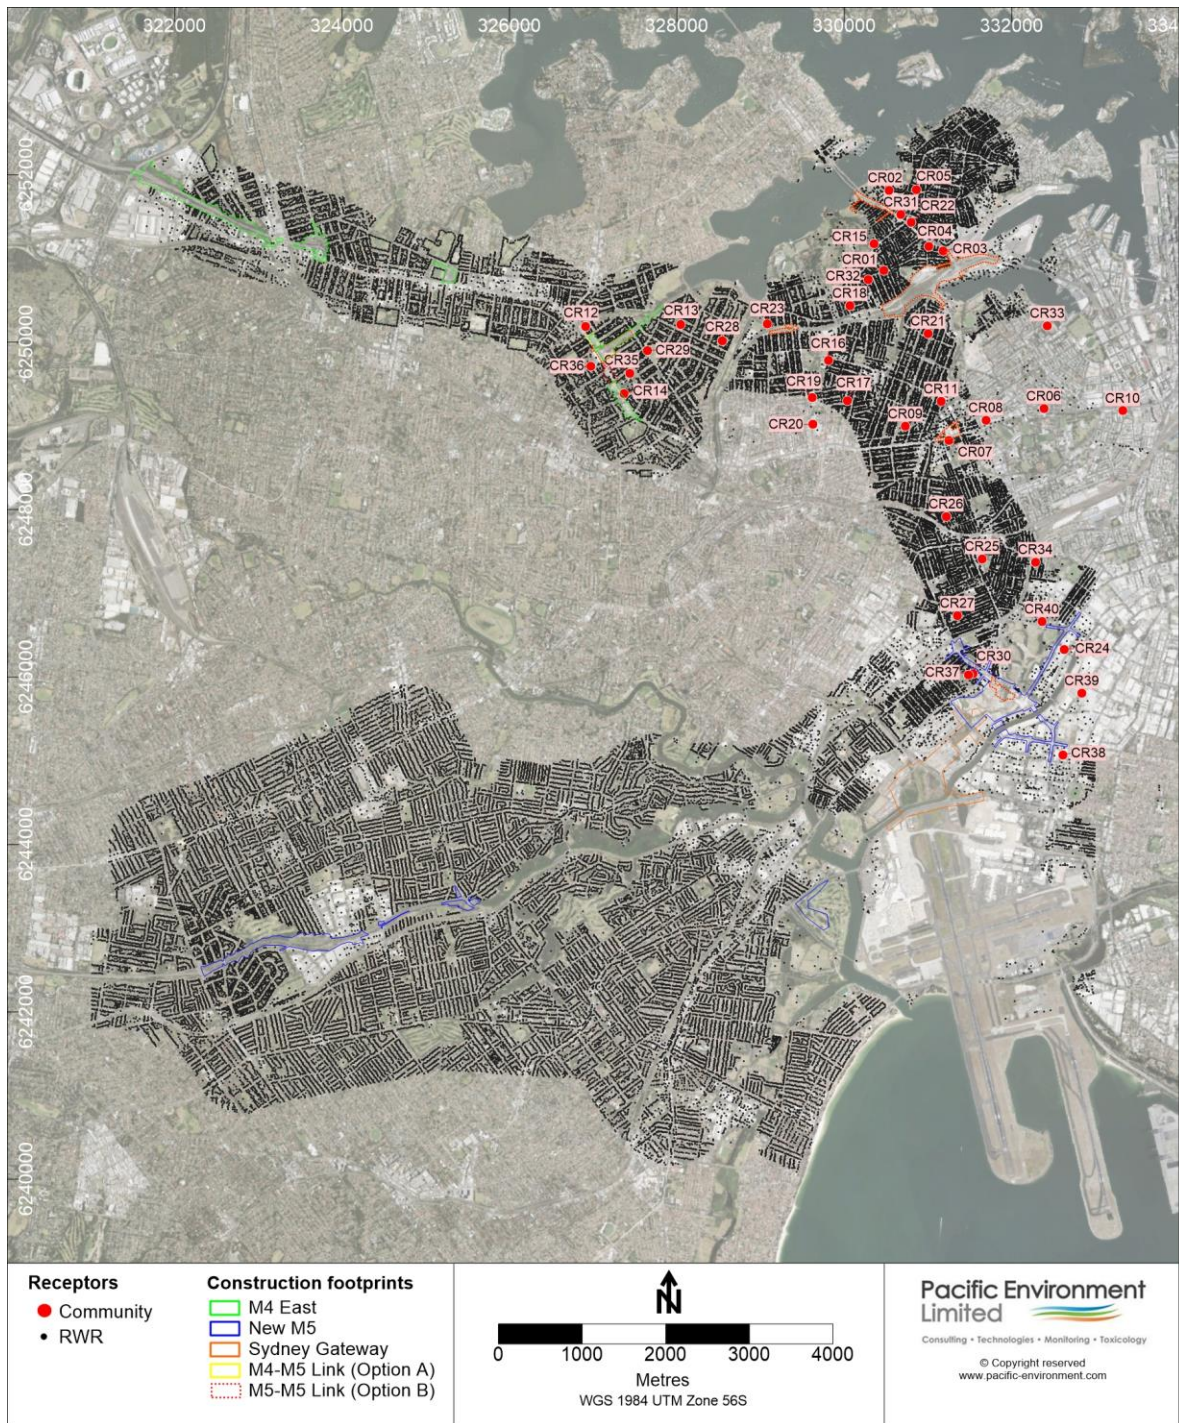 322000 324000 326000 328000 330000 332000 334
6252000
CR02 CR05
CR31 CR22
CR15 CR04
CR01 CR03
CR32
CR18
6250000
CR12 CR13 CR23 CR21 CR33
CR28
CR36 CR35 CR29 CR16
CR14 CR19 CR17 CR11 CR06 CR10
CR20 CR09 CR08
CR07
6248000
CR26
CR25 CR34
CR27 CR40
CR24
6246000
CR37 CR30
CR39
CR38
6244000
6242000
6240000
Receptors
Community
RWR
Construction footprints
M4 East
New M5
Sydney Gateway
M4-M5 Link (Option A)
M5-M5 Link (Option B)
N
0 1000 2000 3000 4000
Metres
WGS 1984 UTM Zone 56S
Pacific Environment
Limited
Consulting • Technologies • Monitoring • Toxicology
© Copyright reserved
www.pacific-environment.com